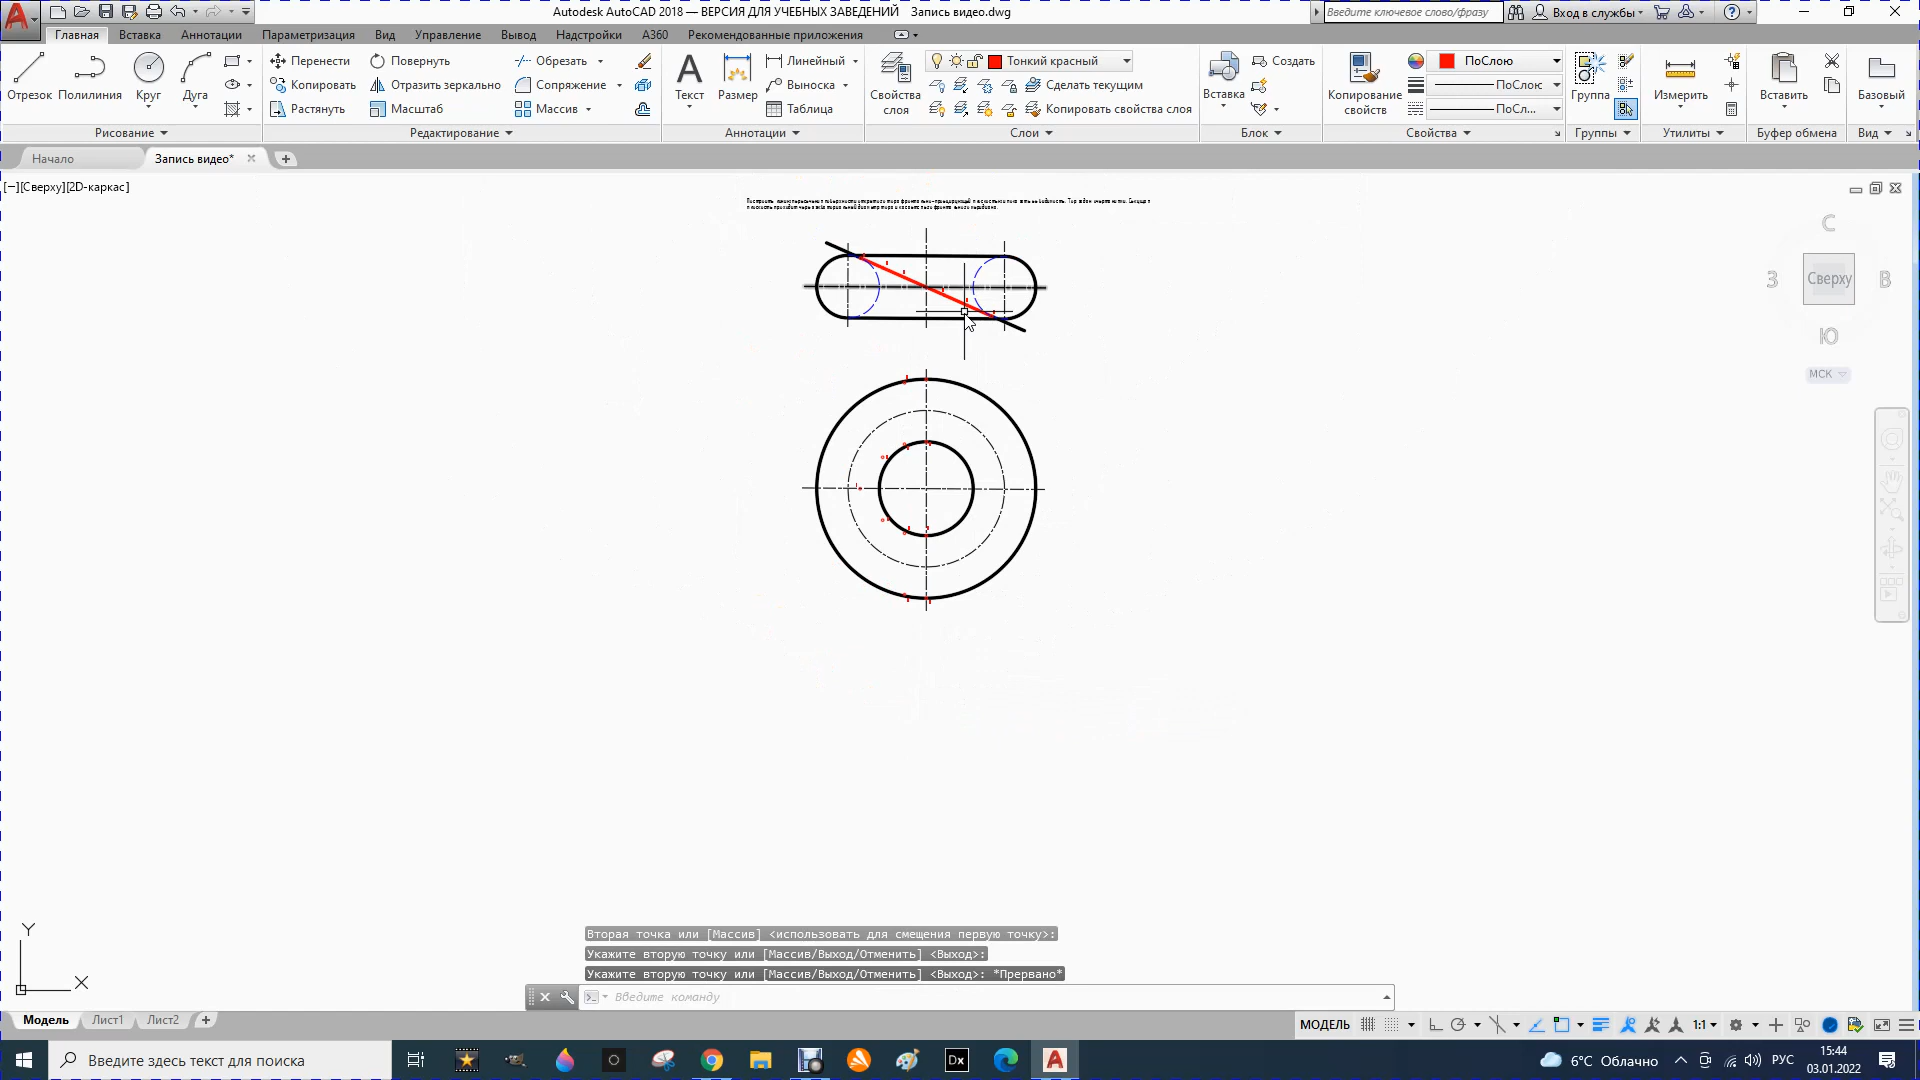 Autodesk AutoCAD 2018 — ВЕРСИЯ ДЛЯ УЧЕБНЫХ ЗАВЕДЕНИЙ Запись видео.dwg
Введите ключевое слово/фразу
Вход в службы
Главная Вставка Аннотации Параметризация Вид Управление Вывод Надстройки A360 Рекомендованные приложения
Отрезок Полилиния Круг Дуга
Перенести Повернуть Обрезать
Копировать Отразить зеркально Сопряжение
Растянуть Масштаб Массив
Текст Размер
Линейный
Выноска
Таблица
Свойства слоя
Тонкий красный
Сделать текущим
Копировать свойства слоя
Вставка
Создать
Копирование свойств
ПоСлою
ПоСлою
ПоСл...
Группа
Измерить
Вставить
Базовый
Рисование Редактирование Аннотации Слои Блок Свойства Группы Утилиты Буфер обмена Вид
Начало Запись видео*
[−][Сверху][2D-каркас]
С
З Сверху В
Ю
МСК
Y
X
Вторая точка или [Массив] <использовать для смещения первую точку>:
Укажите вторую точку или [Массив/Выход/Отменить] <Выход>:
Укажите вторую точку или [Массив/Выход/Отменить] <Выход>: *Прервано*
Введите команду
Модель Лист1 Лист2
МОДЕЛЬ 1:1
Введите здесь текст для поиска
Dx
6°C Облачно
РУС
15:44
03.01.2022